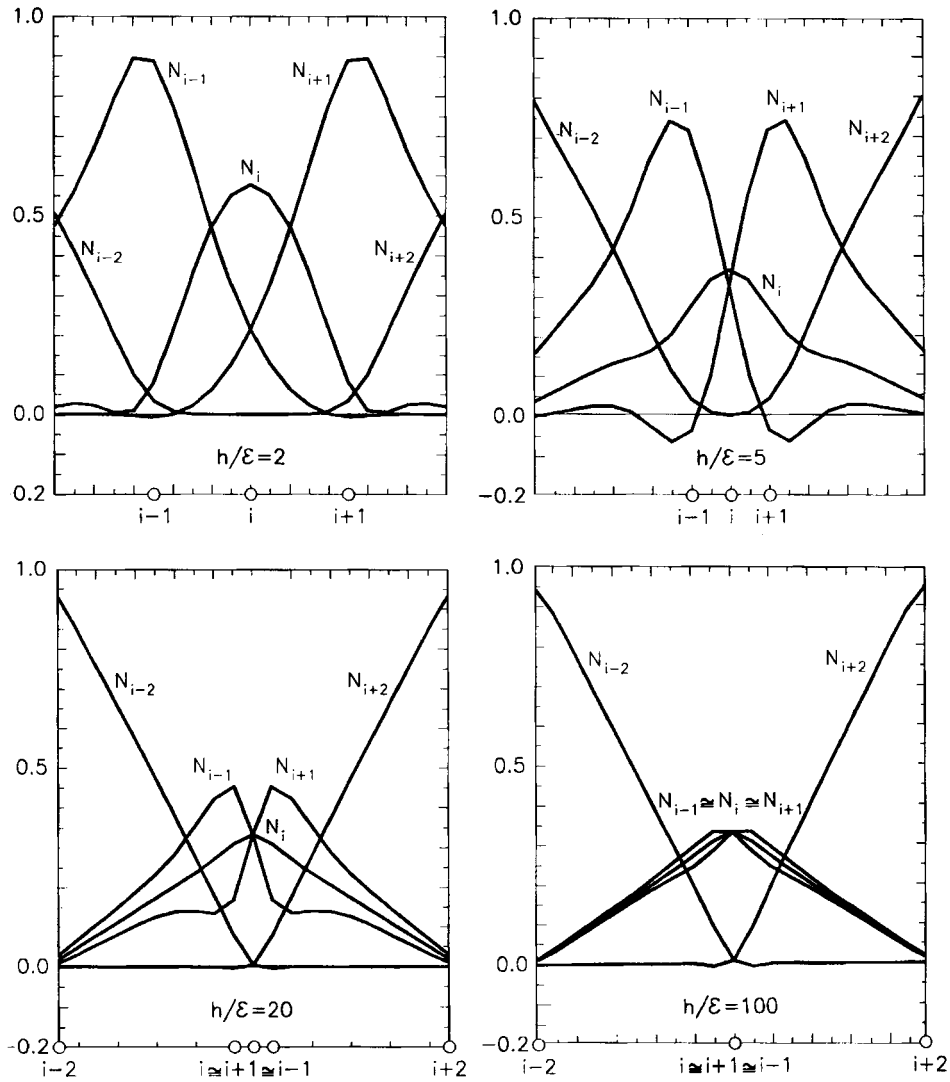 1.0
N_{i-1}
N_{i+1}
N_i
0.5
N_{i-2}
N_{i+2}
0.0
h/ε=2
0.2
i-1
i
i+1
1.0
N_{i-1}
N_{i+1}
N_{i-2}
N_{i+2}
0.5
N_i
0.0
h/ε=5
-0.2
i-1
i
i+1
1.0
N_{i-2}
N_{i+2}
0.5
N_{i-1}
N_{i+1}
N_i
0.0
h/ε=20
-0.2
i-2
i≅i+1≅i-1
i+2
1.0
N_{i-2}
N_{i+2}
0.5
N_{i-1}≅N_i≅N_{i+1}
0.0
h/ε=100
-0.2
i-2
i≅i+1≅i-1
i+2